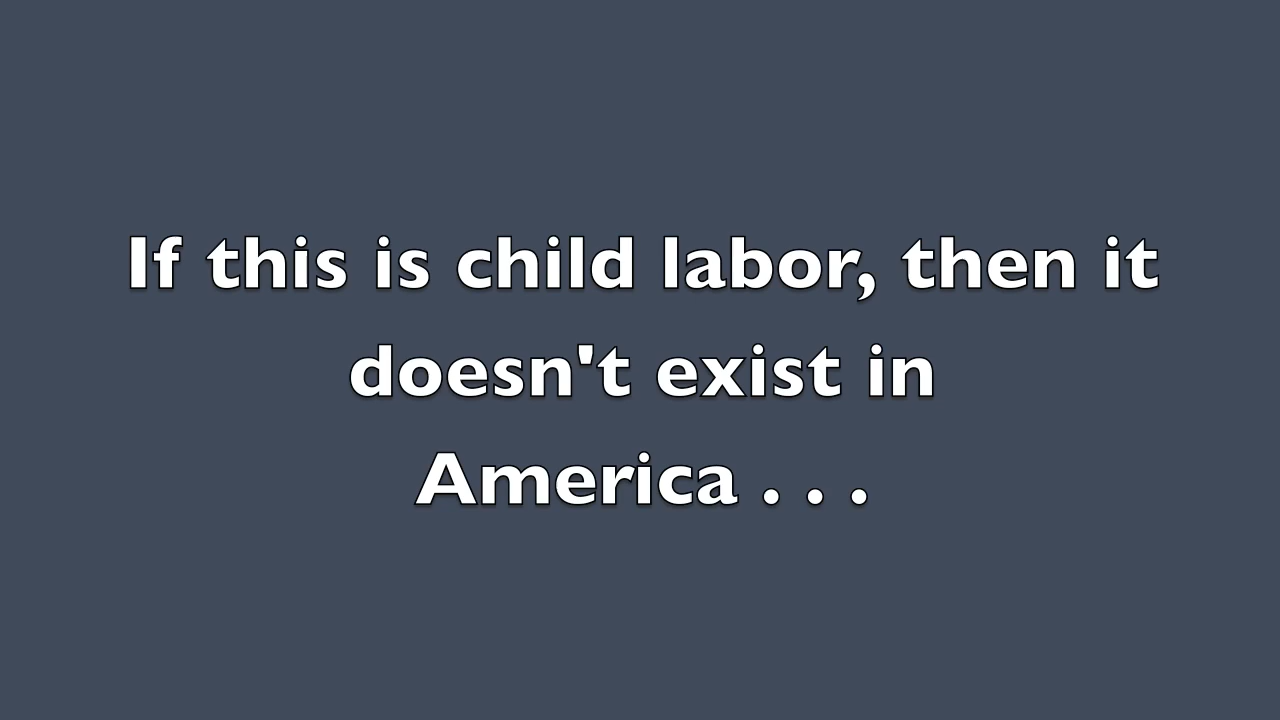 If this is child labor, then it
doesn't exist in
America . . .